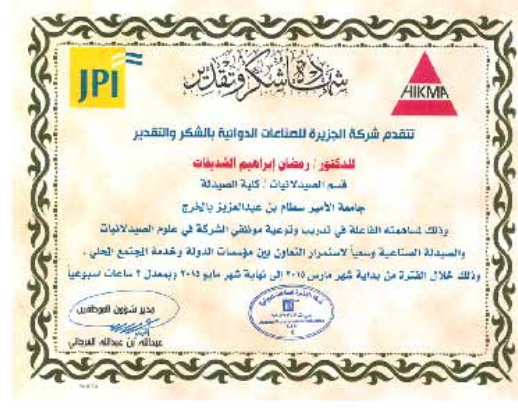 JPI
شهادة شكر وتقدير
HIKMA
تتقدم شركة الجزيرة للصناعات الدوائية بالشكر والتقدير
للدكتور / رمضان إبراهيم الشديفات
قسم الصيدلانيات / كلية الصيدلة
جامعة الأمير سطام بن عبدالعزيز بالخرج
وذلك لمساهمته الفاعلة في تدريب وتوعية موظفي الشركة في علوم الصيدلانيات
والصيدلة الصناعية وسعياً لاستمرار التعاون بين مؤسسات الدولة وخدمة المجتمع المحلي .
وذلك خلال الفترة من بداية شهر مارس ٢٠١٥ إلى نهاية شهر مايو ٢٠١٥ وبمعدل ٢ ساعات اسبوعياً
مدير شؤون الموظفين
عبدالله بن عبدالله الفرحاني